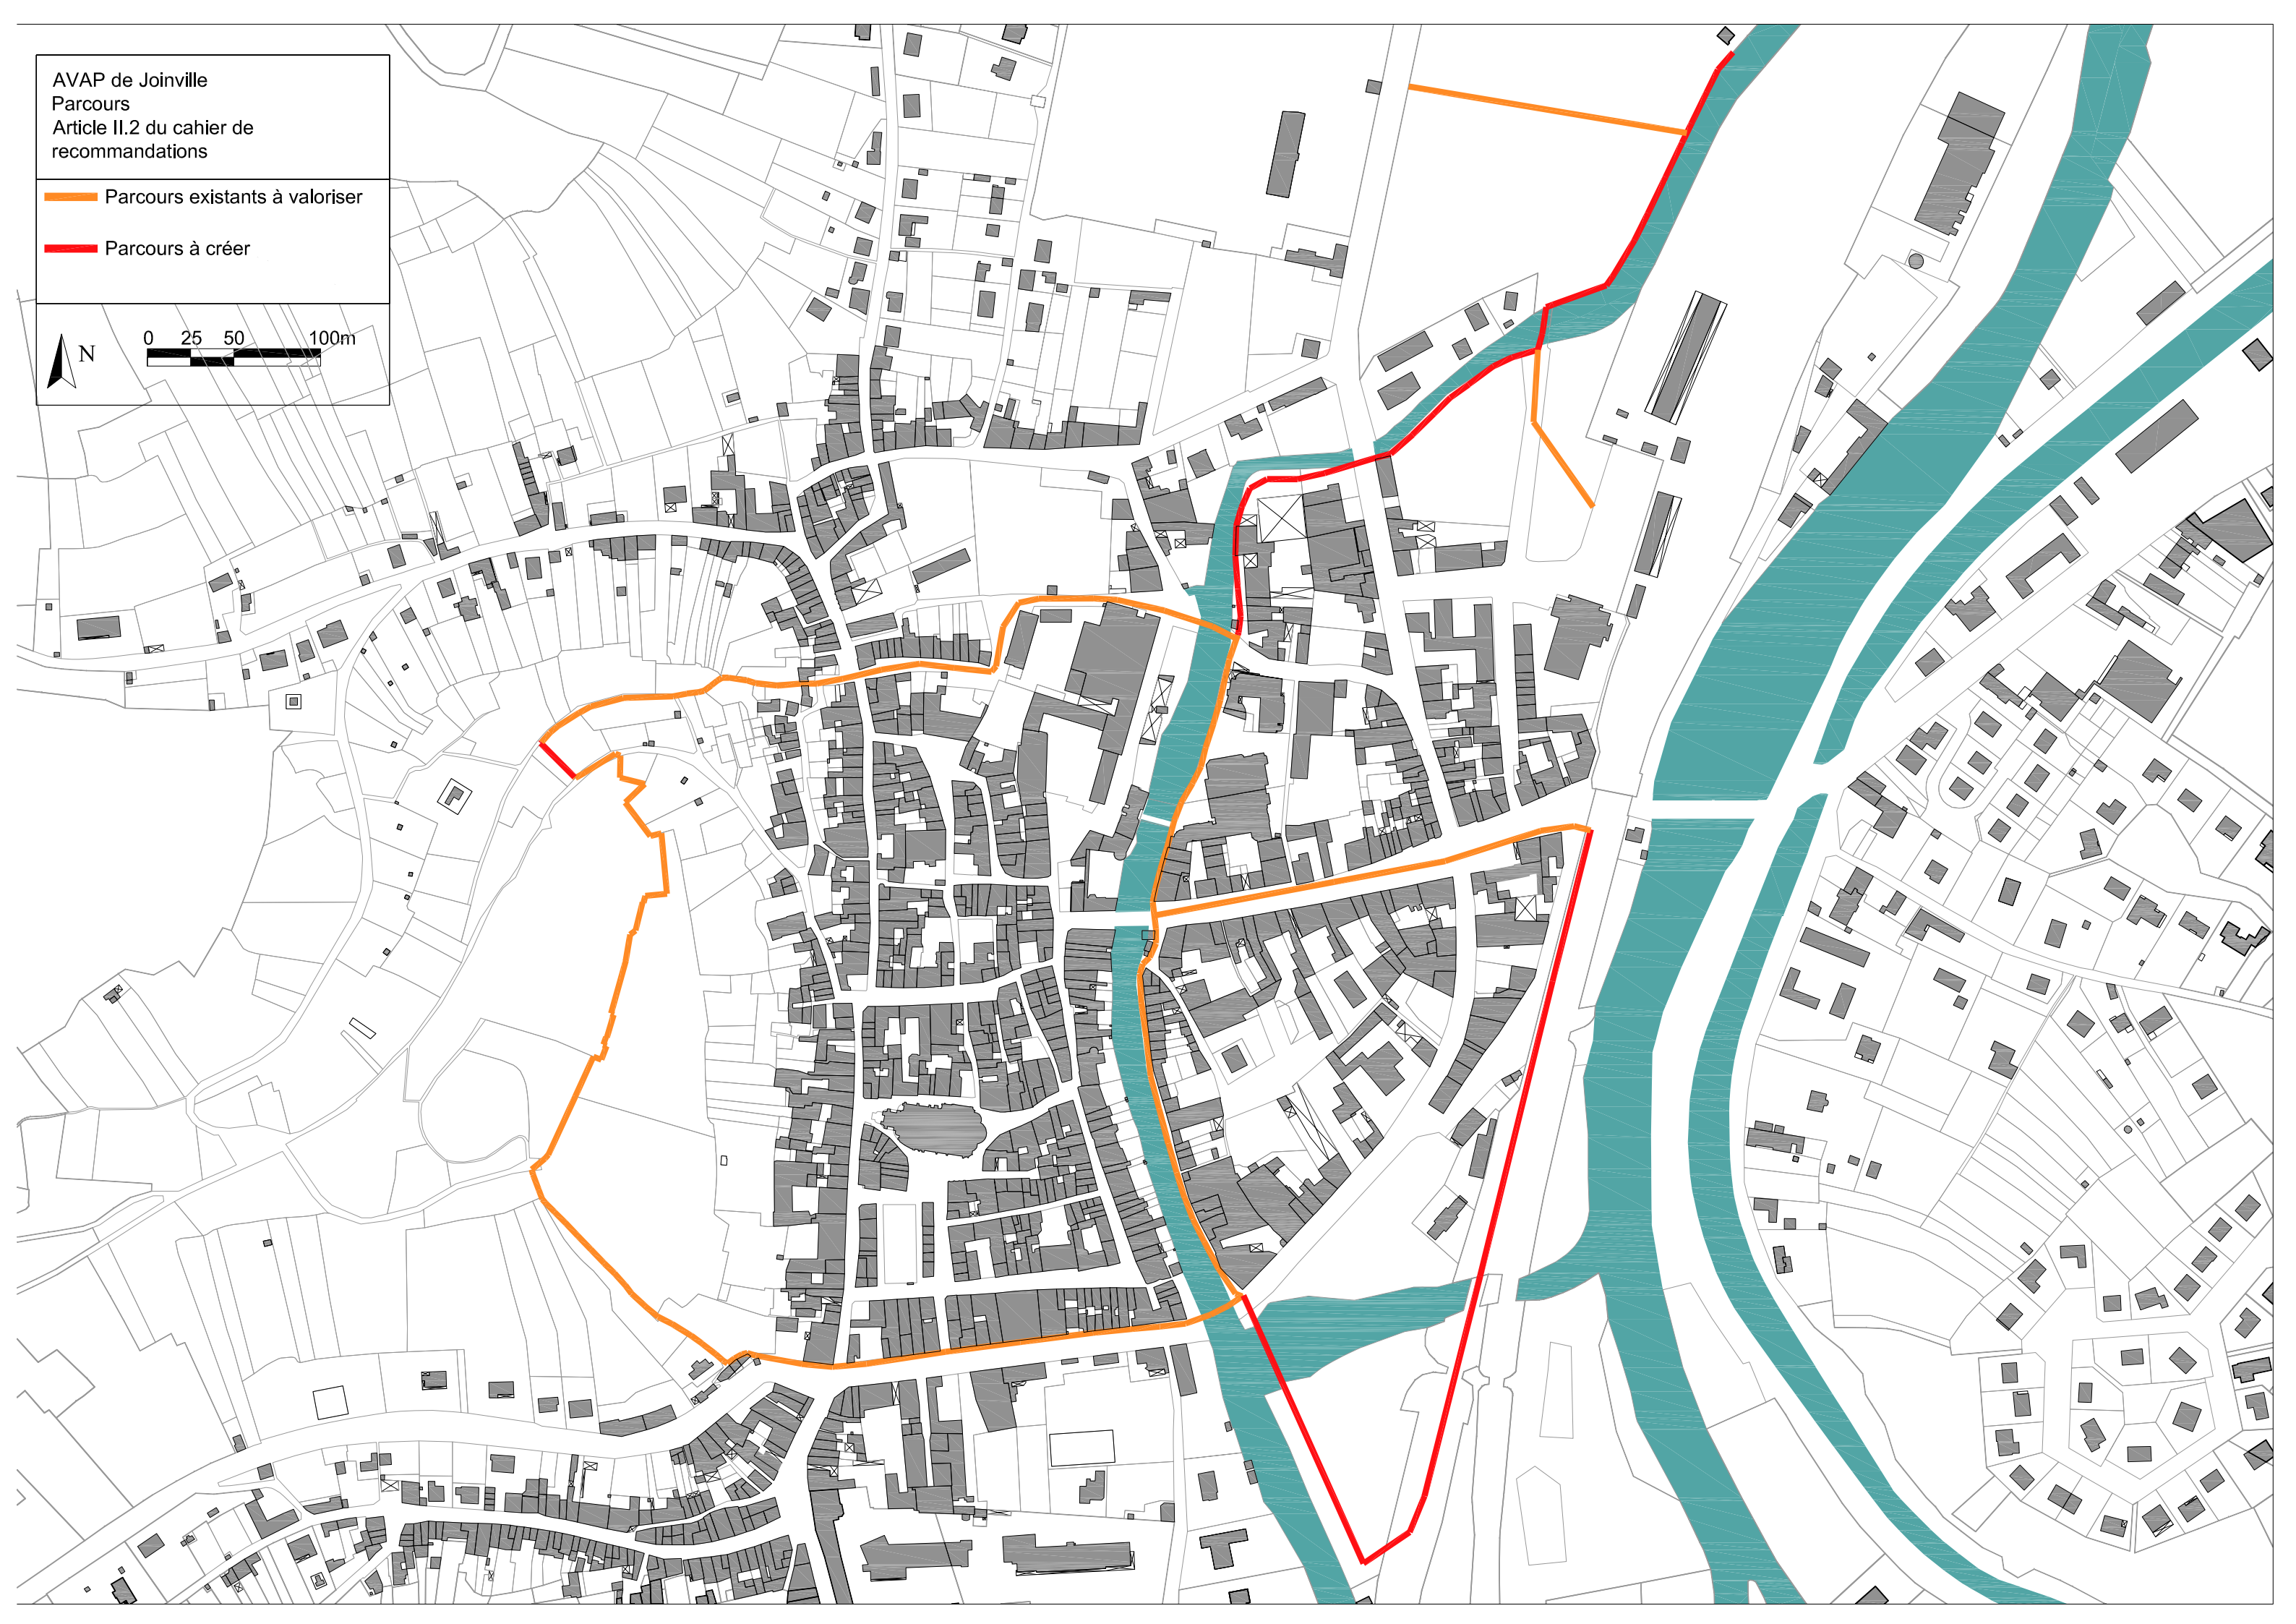 AVAP de Joinville
Parcours
Article II.2 du cahier de
recommandations
Parcours existants à valoriser
Parcours à créer
0 25 50 100m
N